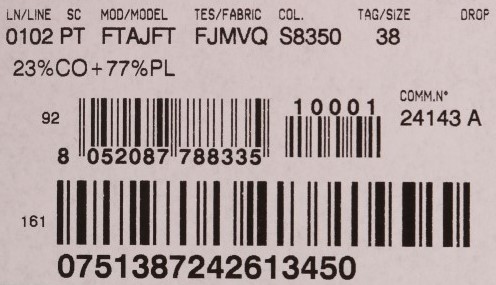 LN/LINE SC MOD/MODEL TES/FABRIC COL. TAG/SIZE DROP
0102 PT FTAJFT FJMVQ S8350 38
23%CO+77%PL
COMM.N°
10001
24143 A
92
8 052087 788335
161
0751387242613450